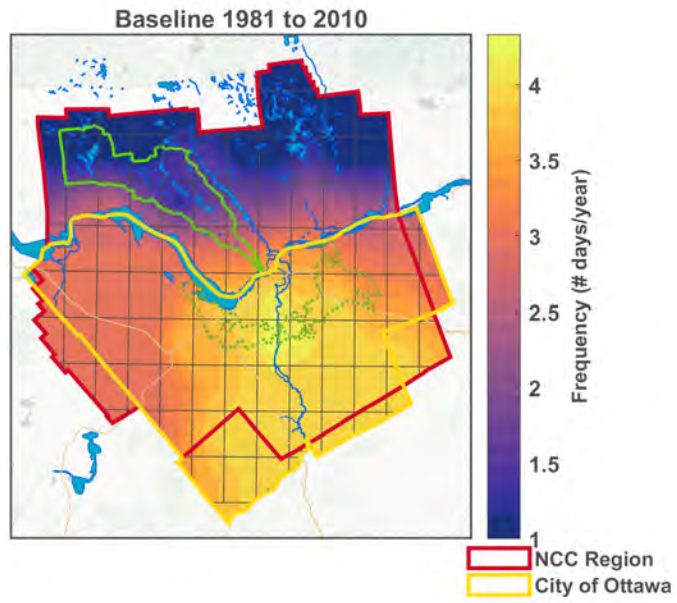 Baseline 1981 to 2010
4
3.5
3
2.5
2
1.5
1
Frequency (# days/year)
NCC Region
City of Ottawa